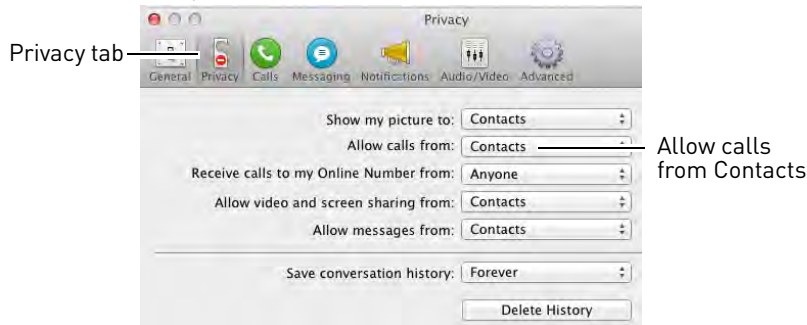 Privacy
Privacy tab
General Privacy Calls Messaging Notifications Audio/Video Advanced
Show my picture to: Contacts
Allow calls from: Contacts
Allow calls
from Contacts
Receive calls to my Online Number from: Anyone
Allow video and screen sharing from: Contacts
Allow messages from: Contacts
Save conversation history: Forever
Delete History